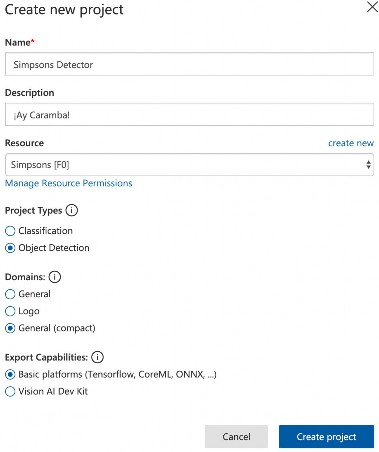 Create new project
Name*
Simpsons Detector
Description
¡Ay Caramba!
Resource create new
Simpsons [F0]
Manage Resource Permissions
Project Types
Classification
Object Detection
Domains:
General
Logo
General (compact)
Export Capabilities:
Basic platforms (Tensorflow, CoreML, ONNX, ...)
Vision AI Dev Kit
Cancel Create project